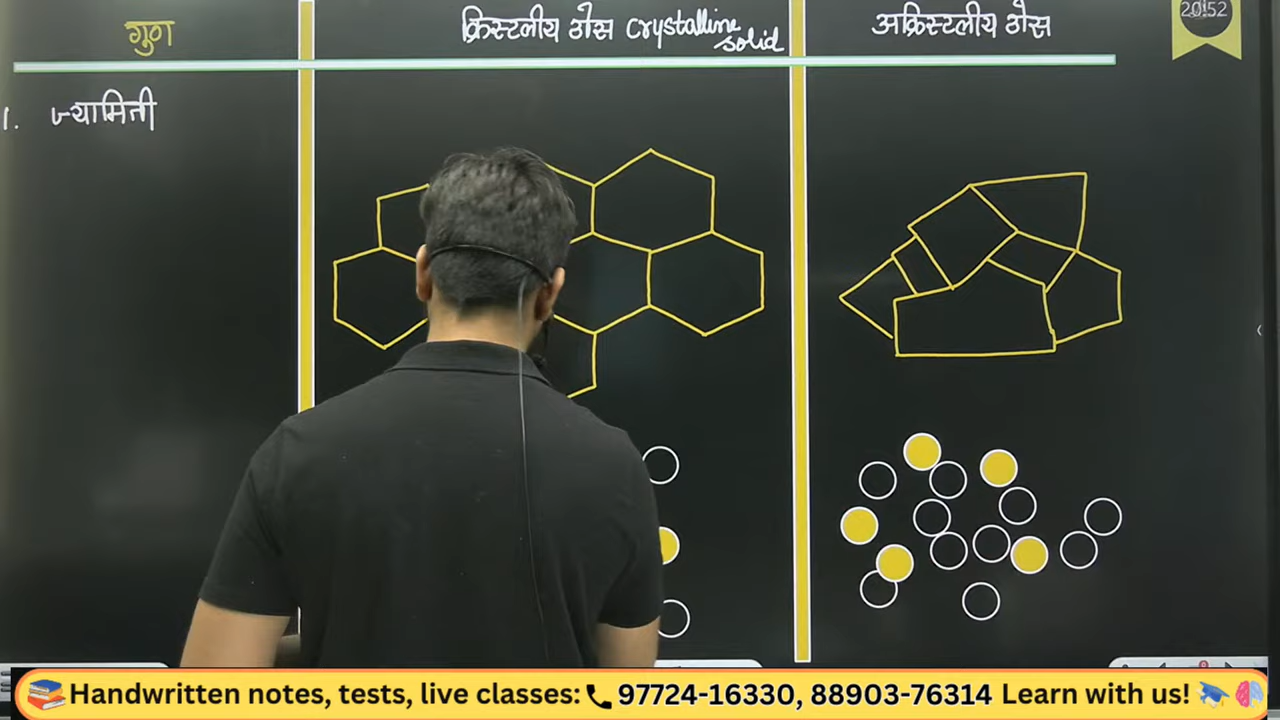 गुण
क्रिस्टलीय ठोस Crystalline
solid
अक्रिस्टलीय ठोस
20:52
1. ज्यामिती
Handwritten notes, tests, live classes: 97724-16330, 88903-76314 Learn with us!